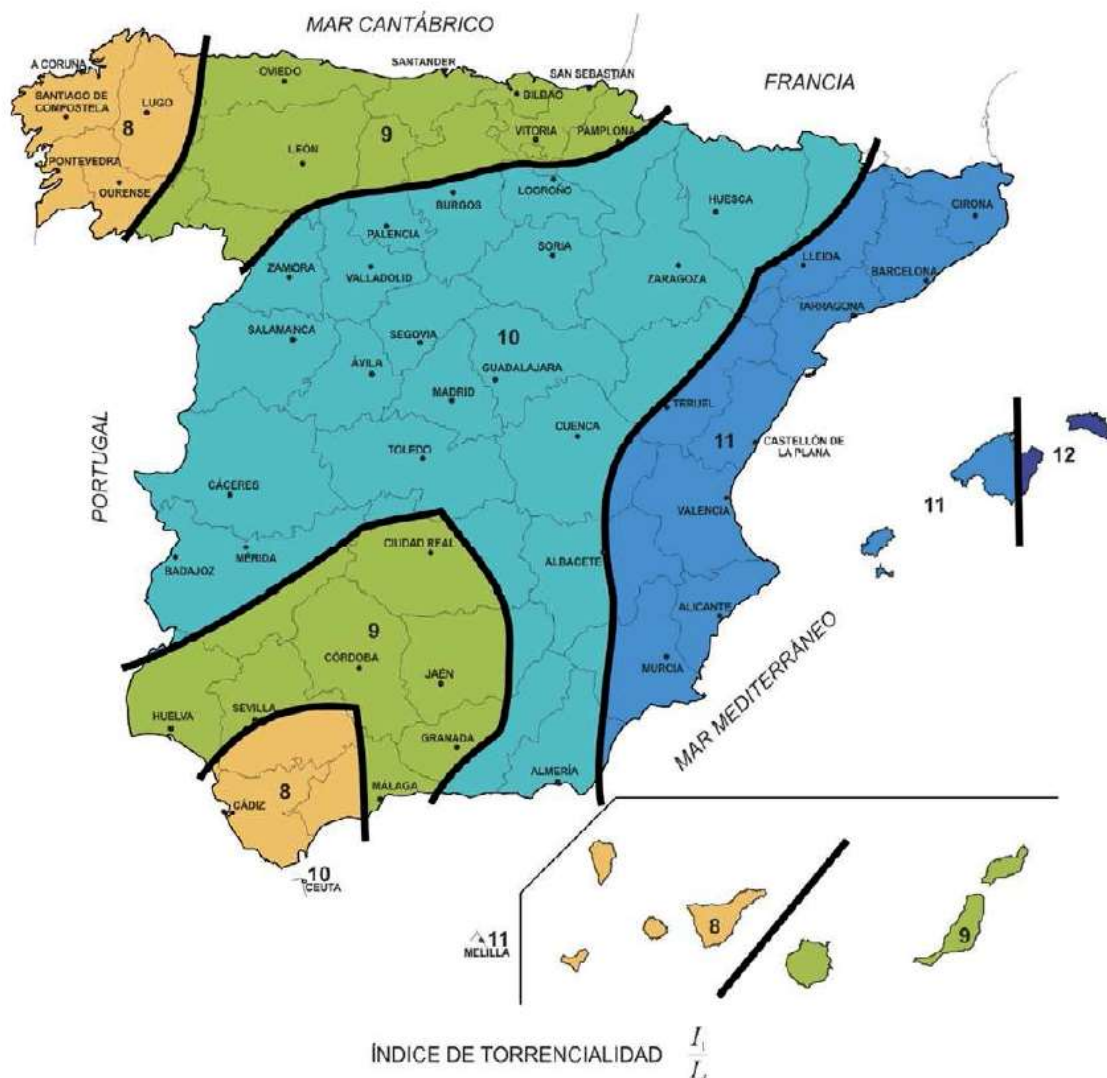 MAR CANTÁBRICO
A CORUÑA
OVIEDO
SANTANDER
SAN SEBASTIÁN
FRANCIA
SANTIAGO DE
COMPOSTELA
LUGO
8
9
BILBAO
VITORIA
PAMPLONA
LEÓN
PONTEVEDRA
OURENSE
LOGROÑO
BURGOS
HUESCA
CIRONA
PALENCIA
SORIA
ZAMORA
VALLADOLID
ZARAGOZA
LLEIDA
BARCELONA
TARRAGONA
SALAMANCA
SEGOVIA
10
ÁVILA
GUADALAJARA
MADRID
TERUEL
PORTUGAL
CUENCA
11
CASTELLÓN DE
LA PLANA
12
TOLEDO
CÁCERES
VALENCIA
11
CIUDAD REAL
MÉRIDA
BADAJOZ
ALBACETE
ALICANTE
9
CÓRDOBA
JAÉN
MURCIA
MAR MEDITERRÁNEO
HUELVA
SEVILLA
GRANADA
ALMERÍA
MÁLAGA
8
CÁDIZ
10
CEUTA
11
MELILLA
8
9
ÍNDICE DE TORRENCIALIDAD I₁